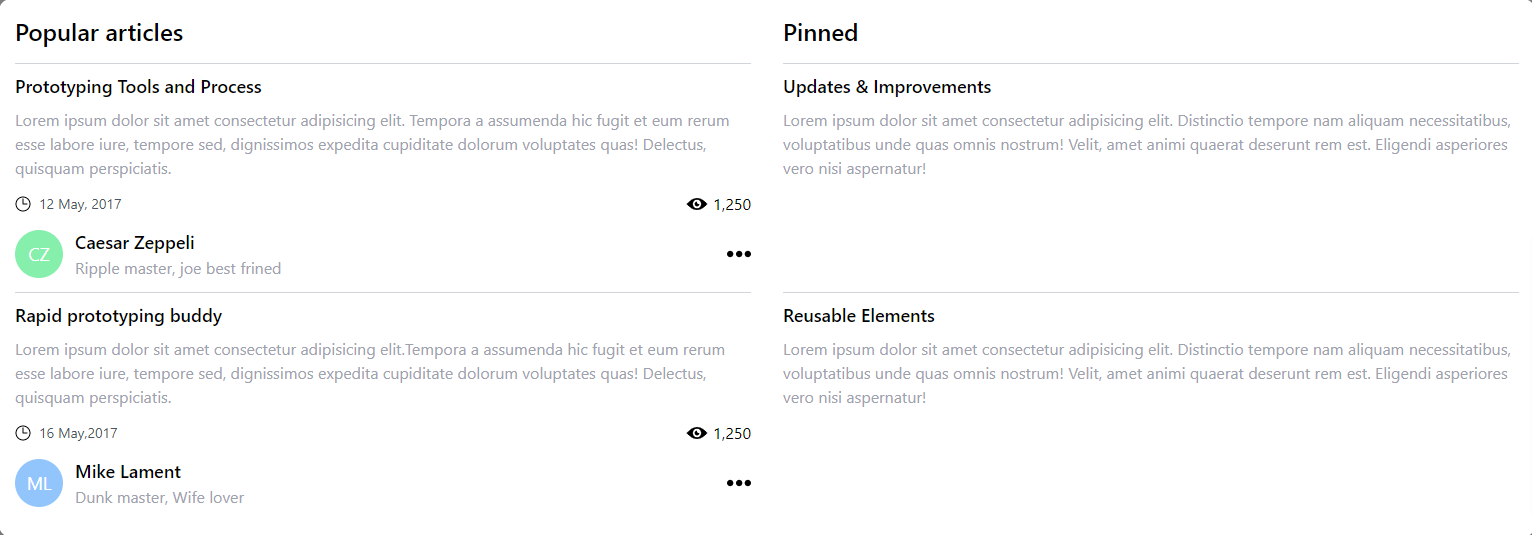 Popular articles
Prototyping Tools and Process
Lorem ipsum dolor sit amet consectetur adipisicing elit. Tempora a assumenda hic fugit et eum rerum
esse labore iure, tempore sed, dignissimos expedita cupiditate dolorum voluptates quas! Delectus,
quisquam perspiciatis.
12 May, 2017
1,250
CZ
Caesar Zeppeli
Ripple master, joe best frined
Rapid prototyping buddy
Lorem ipsum dolor sit amet consectetur adipisicing elit.Tempora a assumenda hic fugit et eum rerum
esse labore iure, tempore sed, dignissimos expedita cupiditate dolorum voluptates quas! Delectus,
quisquam perspiciatis.
16 May,2017
1,250
ML
Mike Lament
Dunk master, Wife lover
Pinned
Updates & Improvements
Lorem ipsum dolor sit amet consectetur adipisicing elit. Distinctio tempore nam aliquam necessitatibus,
voluptatibus unde quas omnis nostrum! Velit, amet animi quaerat deserunt rem est. Eligendi asperiores
vero nisi aspernatur!
Reusable Elements
Lorem ipsum dolor sit amet consectetur adipisicing elit. Distinctio tempore nam aliquam necessitatibus,
voluptatibus unde quas omnis nostrum! Velit, amet animi quaerat deserunt rem est. Eligendi asperiores
vero nisi aspernatur!